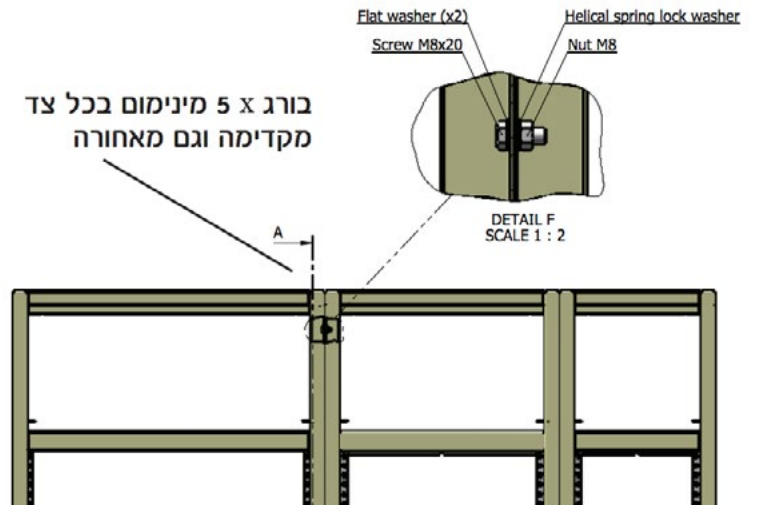 Flat washer (x2)
Helical spring lock washer
Screw M8x20
Nut M8
בורג x 5 מינימום בכל צד
מקדימה וגם מאחורה
DETAIL F
SCALE 1 : 2
A